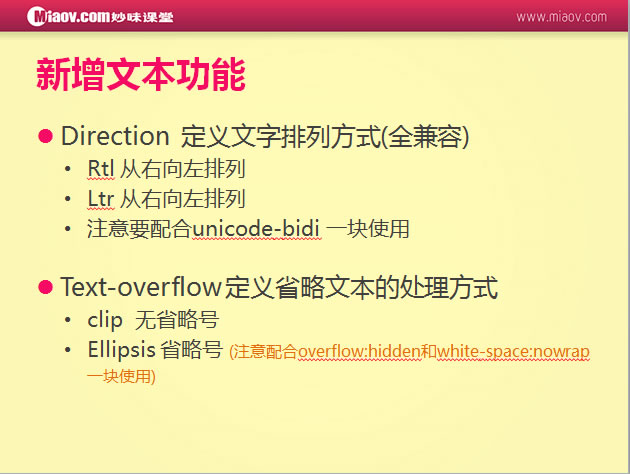 Miaov.com妙味课堂
www.miaov.com
新增文本功能
Direction 定义文字排列方式(全兼容)
Rtl 从右向左排列
Ltr 从右向左排列
注意要配合unicode-bidi 一块使用
Text-overflow定义省略文本的处理方式
clip 无省略号
Ellipsis 省略号 (注意配合overflow:hidden和white-space:nowrap
一块使用)